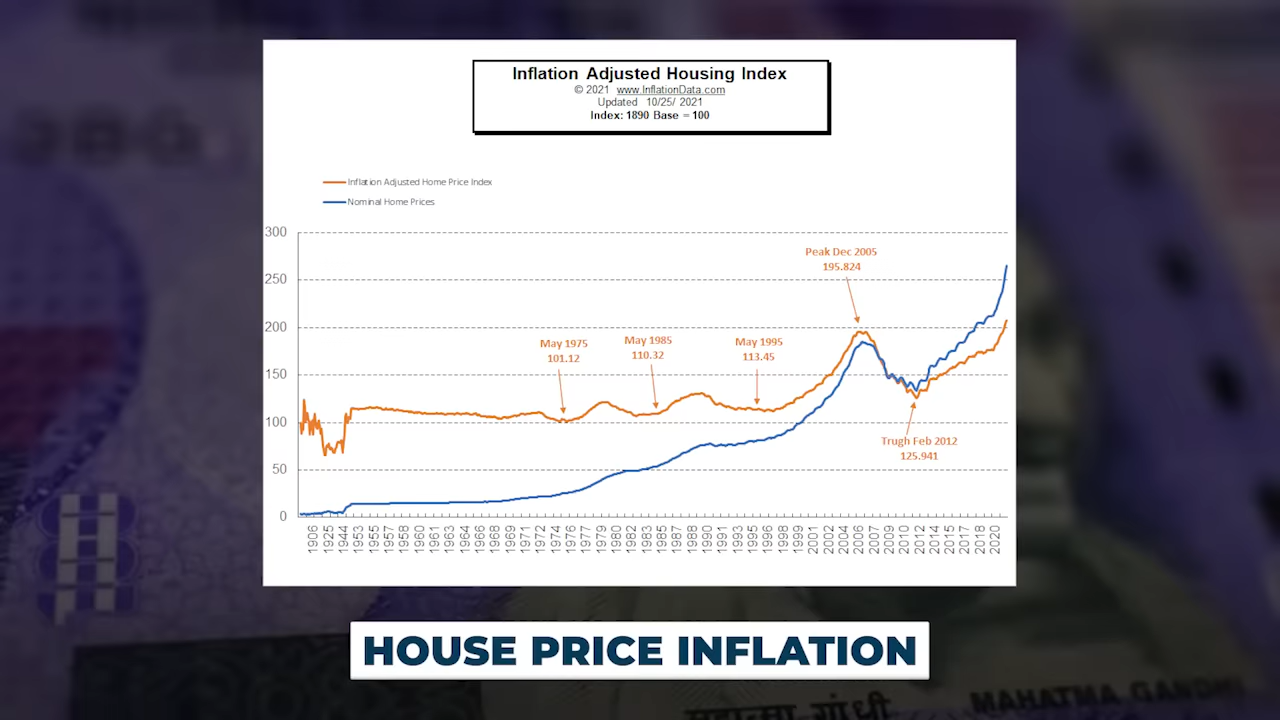 Inflation Adjusted Housing Index
© 2021 www.InflationData.com
Updated 10/25/ 2021
Index: 1890 Base = 100
Inflation Adjusted Home Price Index
Nominal Home Prices
300
250
200
150
100
50
0
Peak Dec 2005
195.824
May 1975
101.12
May 1985
110.32
May 1995
113.45
Trugh Feb 2012
125.941
1906 1925 1944 1953 1955 1957 1958 1960 1961 1963 1964 1966 1968 1969 1971 1972 1974 1976 1977 1979 1980 1982 1983 1985 1987 1988 1990 1991 1993 1995 1996 1998 1999 2001 2002 2004 2006 2007 2009 2010 2012 2014 2015 2017 2018 2020
HOUSE PRICE INFLATION
MAHATMA GANDHI